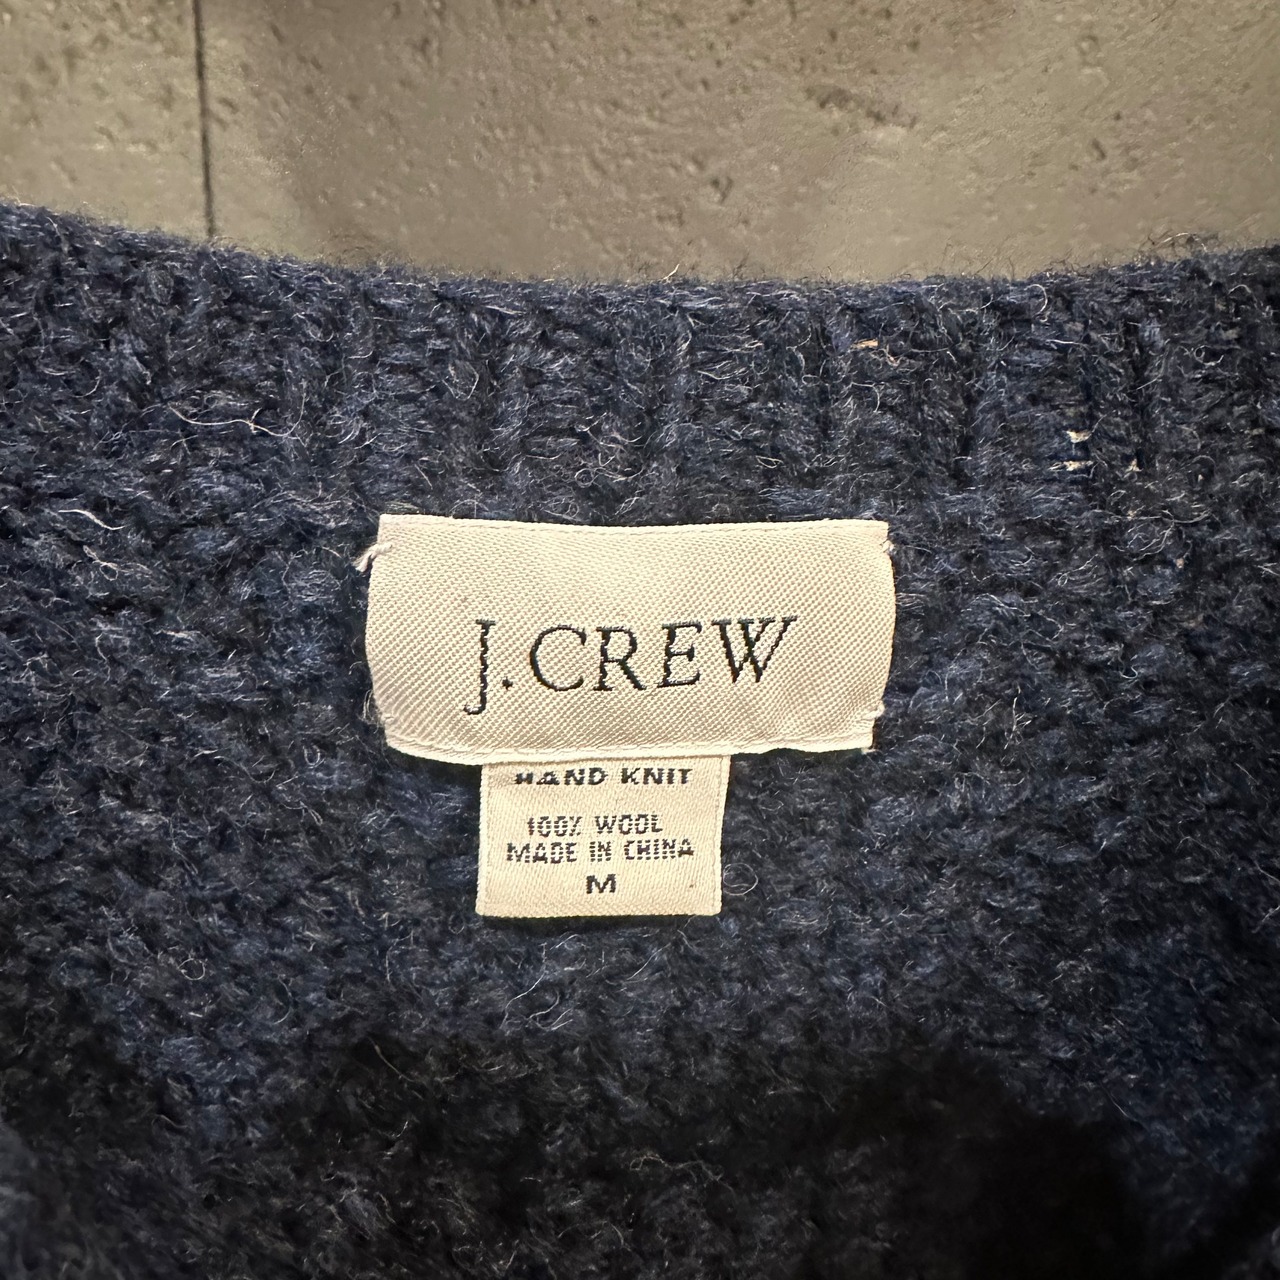 J.CREW
HAND KNIT
100% WOOL
MADE IN CHINA
M